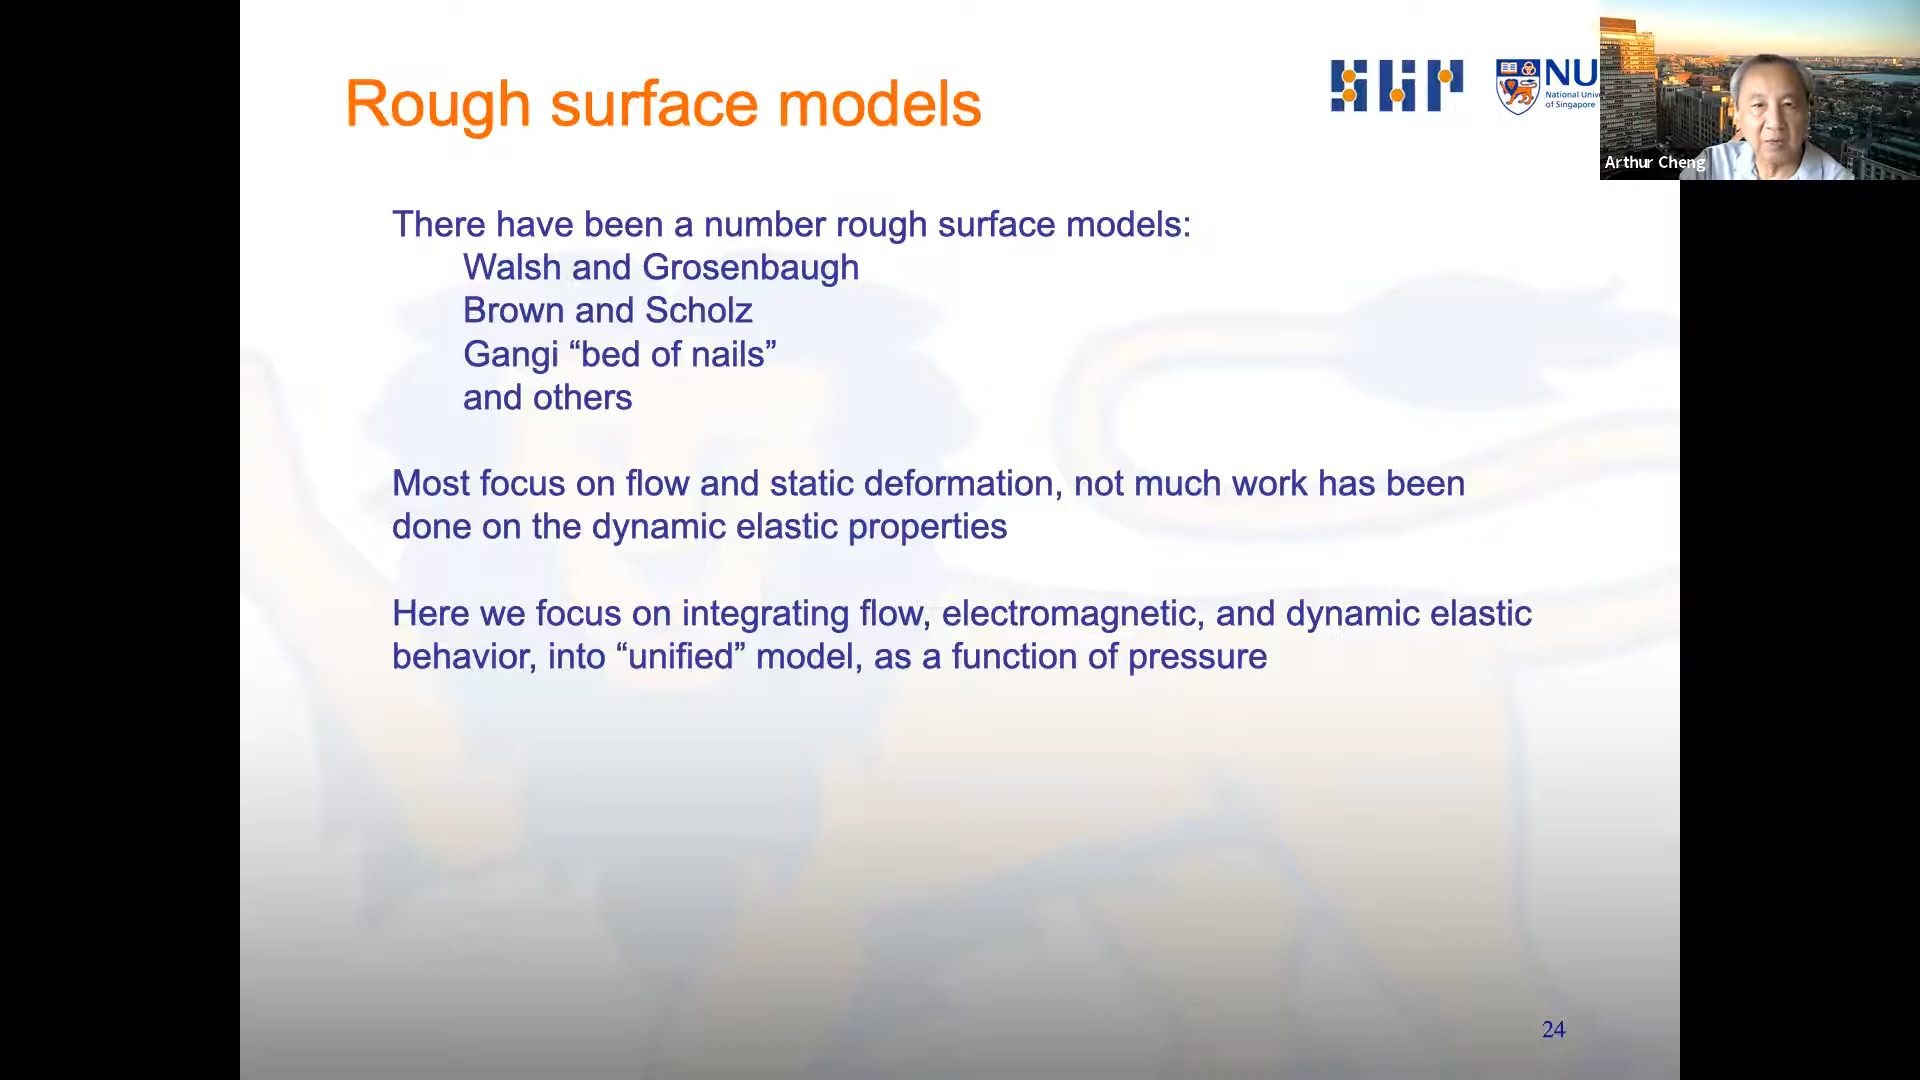 Rough surface models
SHP
NU
National Unive
of Singapore
Arthur Cheng
There have been a number rough surface models:
Walsh and Grosenbaugh
Brown and Scholz
Gangi “bed of nails”
and others
Most focus on flow and static deformation, not much work has been
done on the dynamic elastic properties
Here we focus on integrating flow, electromagnetic, and dynamic elastic
behavior, into “unified” model, as a function of pressure
24